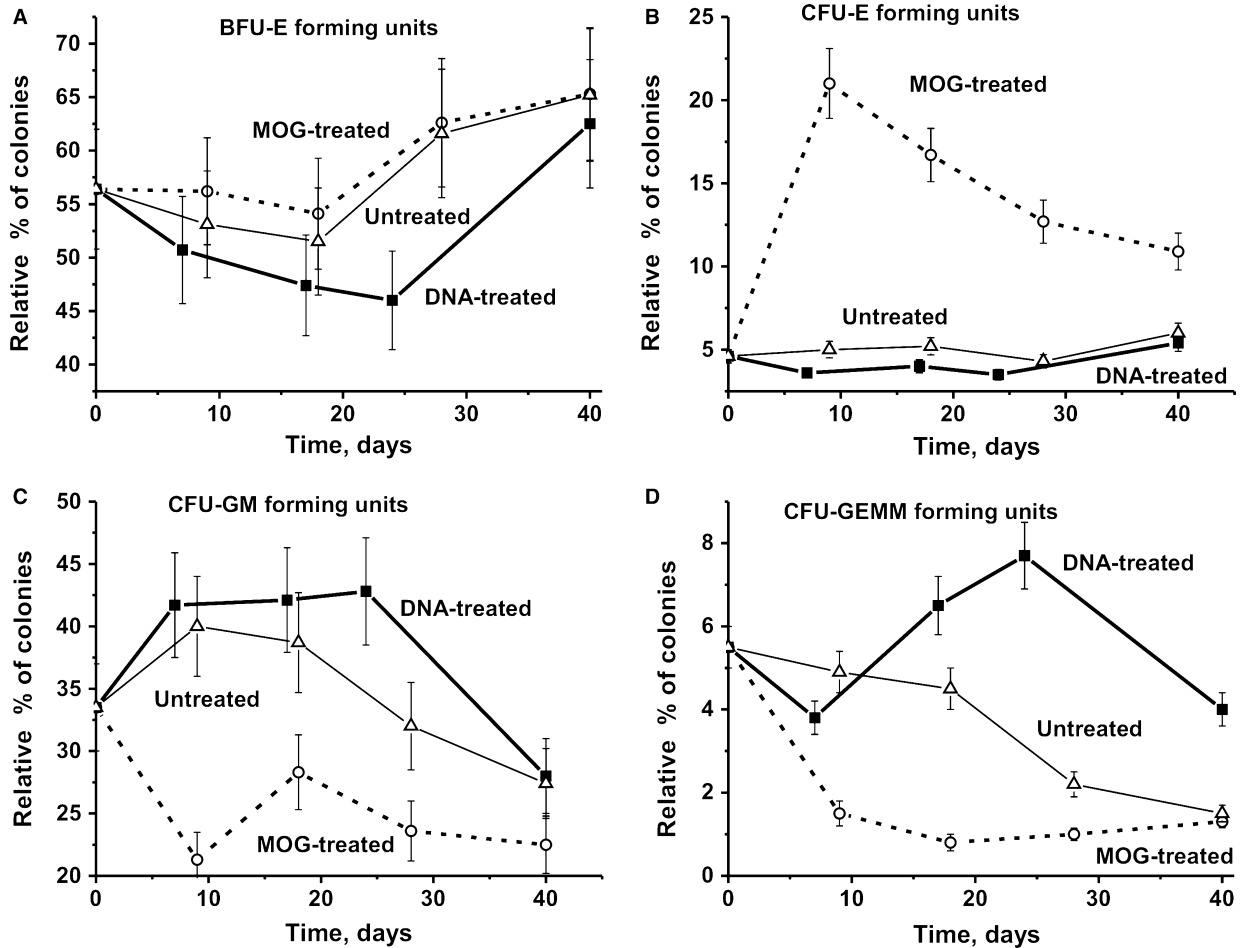 A
BFU-E forming units
Relative % of colonies
70
65
60
55
50
45
40
MOG-treated
Untreated
DNA-treated
0 10 20 30 40
Time, days
B
CFU-E forming units
Relative % of colonies
25
20
15
10
5
MOG-treated
Untreated
DNA-treated
0 10 20 30 40
Time, days
C
CFU-GM forming units
Relative % of colonies
50
45
40
35
30
25
20
DNA-treated
Untreated
MOG-treated
0 10 20 30 40
Time, days
D
CFU-GEMM forming units
Relative % of colonies
8
6
4
2
0
DNA-treated
Untreated
MOG-treated
0 10 20 30 40
Time, days